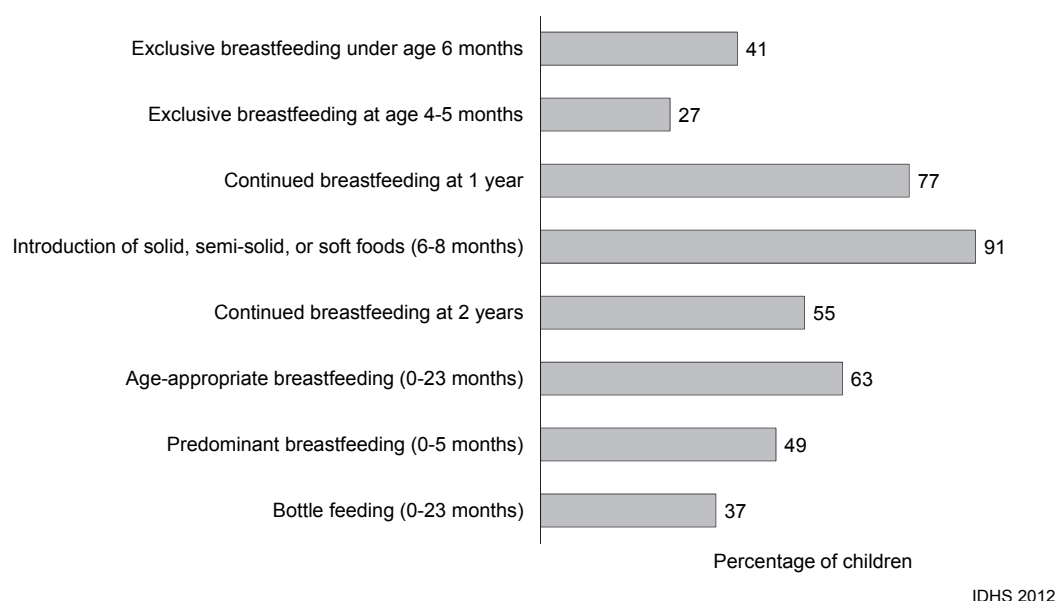 Exclusive breastfeeding under age 6 months 41
Exclusive breastfeeding at age 4-5 months 27
Continued breastfeeding at 1 year 77
Introduction of solid, semi-solid, or soft foods (6-8 months) 91
Continued breastfeeding at 2 years 55
Age-appropriate breastfeeding (0-23 months) 63
Predominant breastfeeding (0-5 months) 49
Bottle feeding (0-23 months) 37
Percentage of children
IDHS 2012